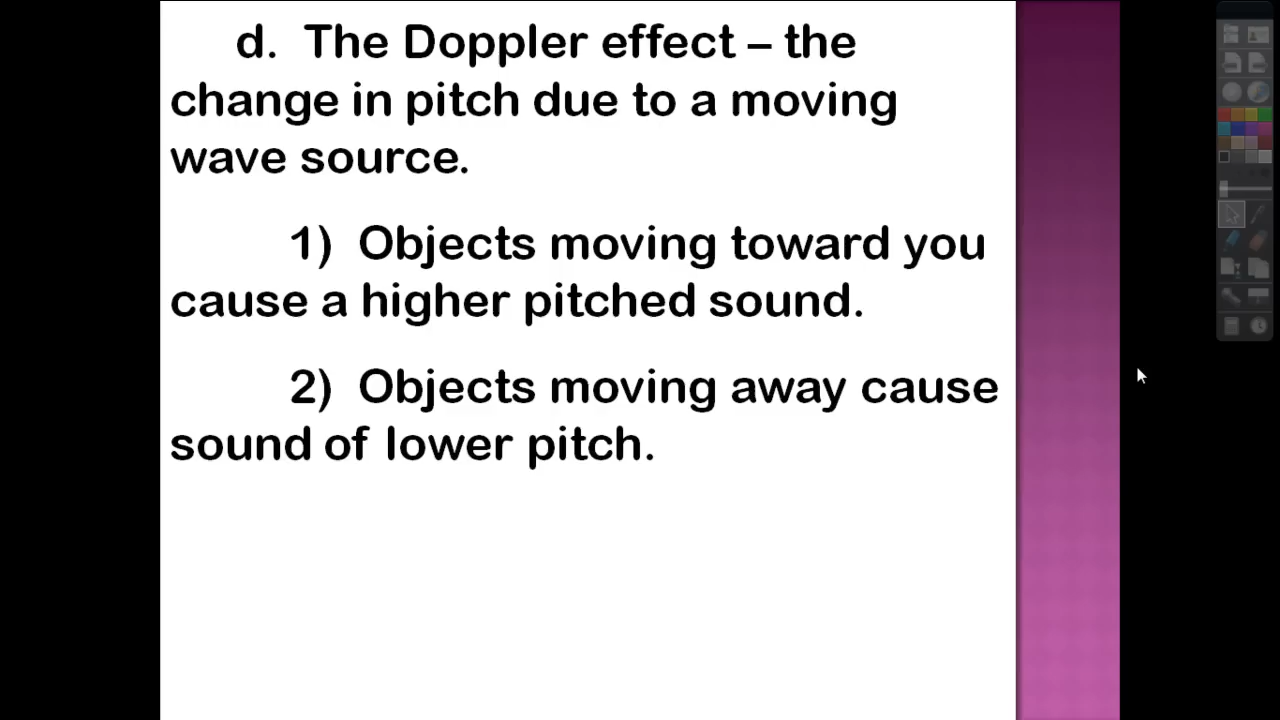 d. The Doppler effect – the
change in pitch due to a moving
wave source.
1) Objects moving toward you
cause a higher pitched sound.
2) Objects moving away cause
sound of lower pitch.